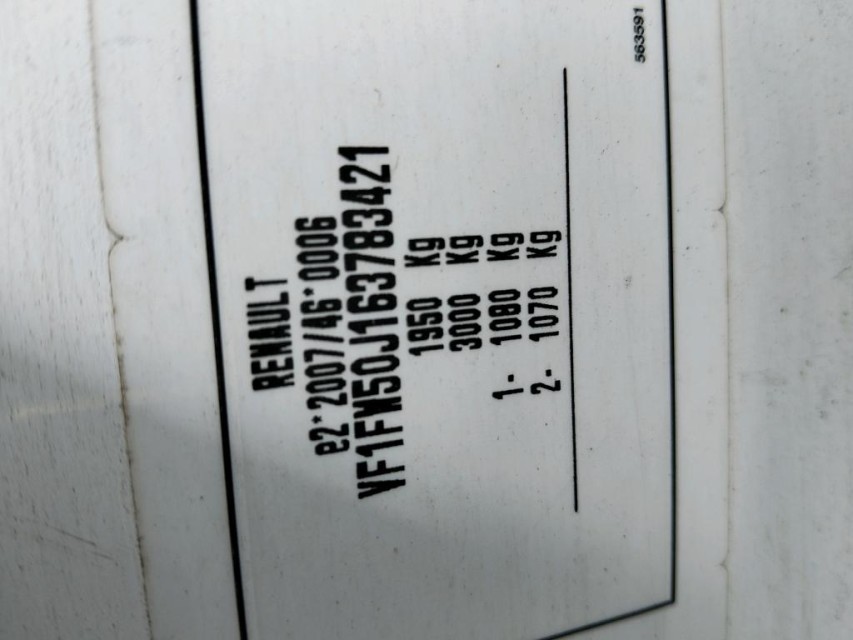 RENAULT
e2*2007/46*0006
VF1FW50J163783421
1950 Kg
3000 Kg
1- 1080 Kg
2- 1070 Kg
563591